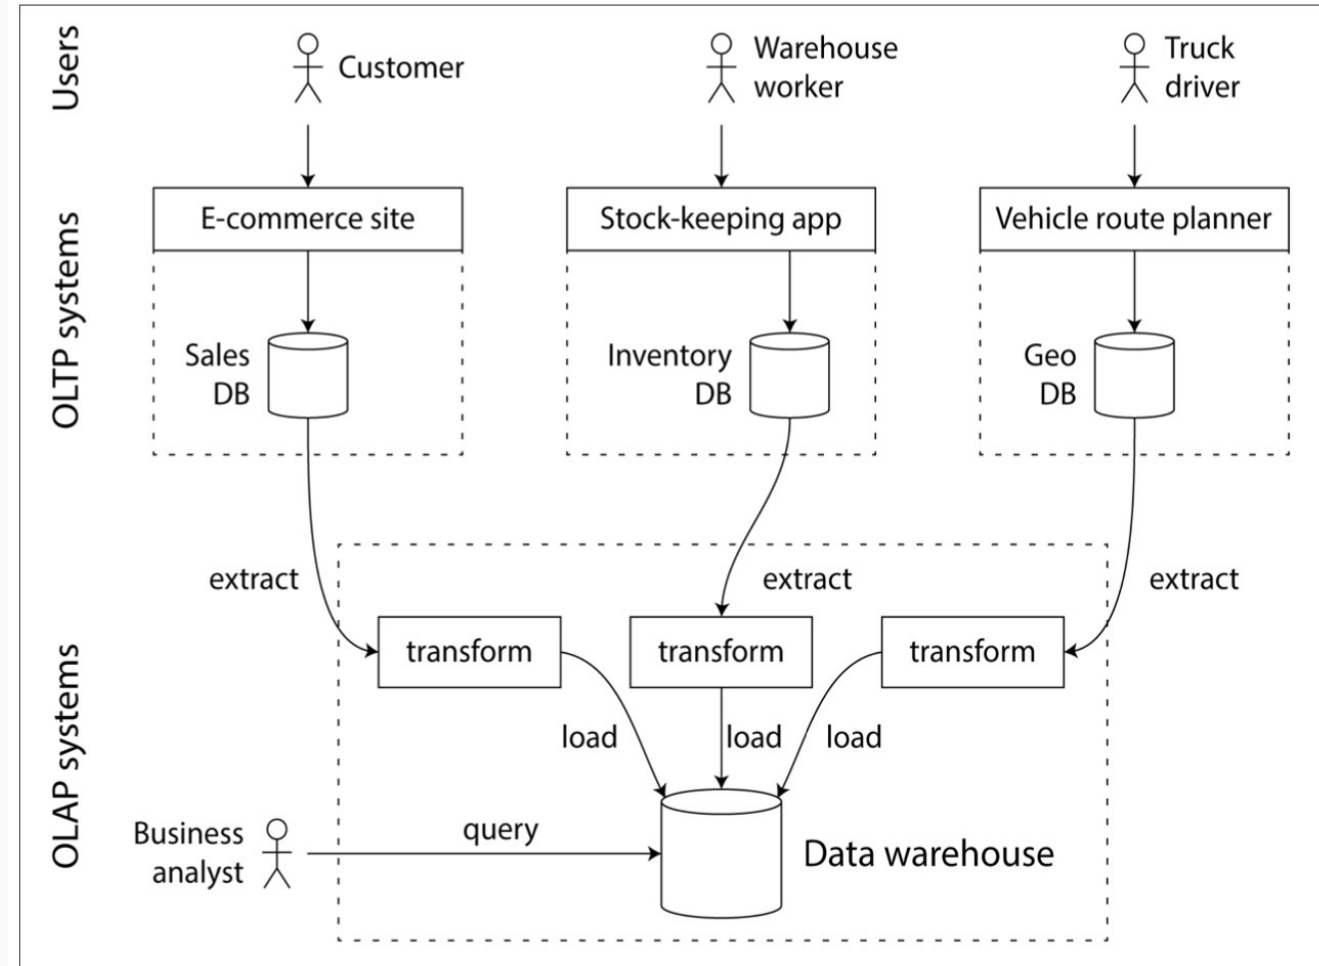 Users
Customer
Warehouse
worker
Truck
driver
OLTP systems
E-commerce site
Stock-keeping app
Vehicle route planner
Sales
DB
Inventory
DB
Geo
DB
extract
extract
extract
OLAP systems
transform
transform
transform
load
load
load
Business
analyst
query
Data warehouse